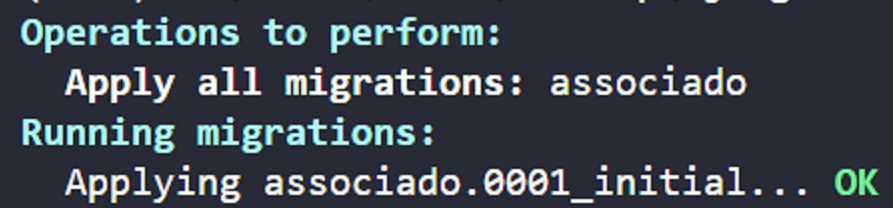 Operations to perform:
Apply all migrations: associado
Running migrations:
Applying associado.0001_initial... OK